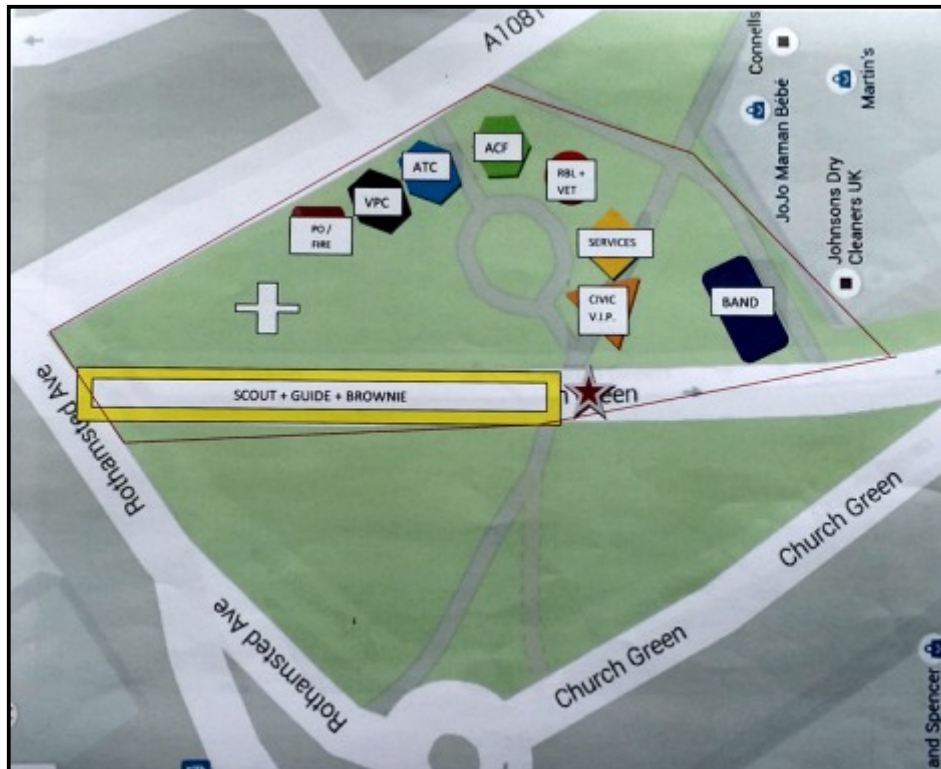 A1081
Connells
Martin's
JoJo Maman Bébé
Johnsons Dry
Cleaners UK
ACF
ATC
RBL +
VET
VPC
PO /
FIRE
SERVICES
CIVIC
V.I.P.
BAND
Rothamsted Ave
SCOUT + GUIDE + BROWNIE
een
Church Green
Rothamsted Ave
Church Green
and Spencer